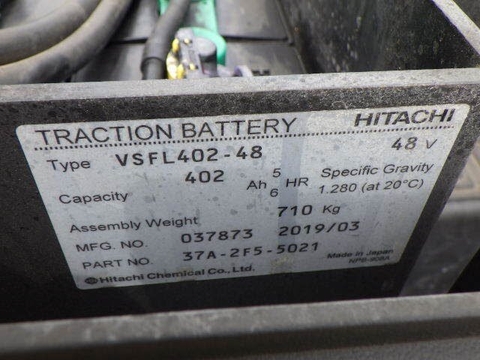 TRACTION BATTERY HITACHI
Type VSFL402-48 48 V
Capacity 402 Ah 5/6 HR Specific Gravity
1.280 (at 20°C)
Assembly Weight 710 Kg
MFG. NO. 037873 2019/03
PART NO. 37A-2F5-5021 Made in Japan
Hitachi Chemical Co., Ltd.